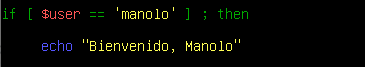 if [ $user == 'manolo' ] ; then
echo "Bienvenido, Manolo"